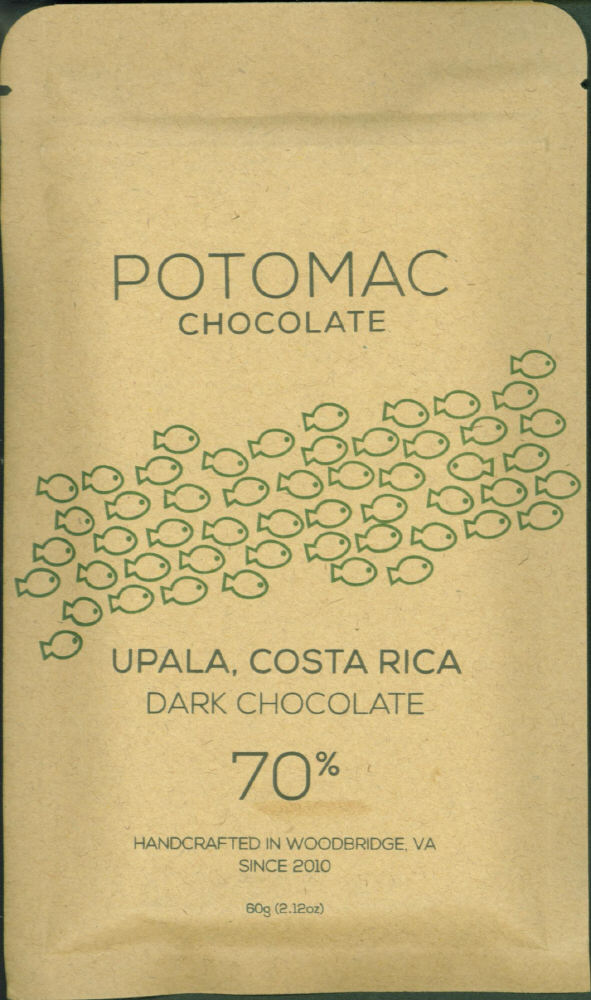 POTOMAC
CHOCOLATE
UPALA, COSTA RICA
DARK CHOCOLATE
70%
HANDCRAFTED IN WOODBRIDGE, VA
SINCE 2010
60g (2.12oz)